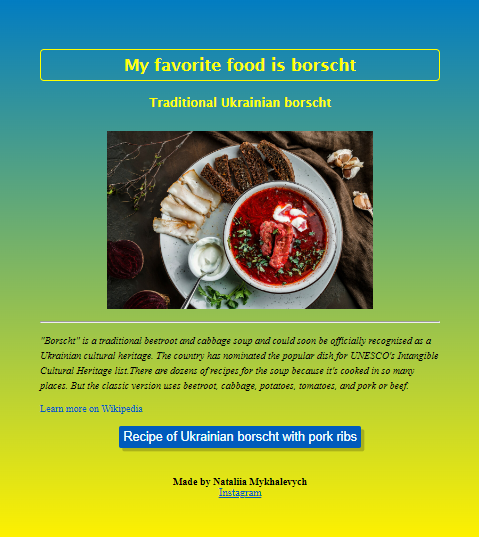 My favorite food is borscht
Traditional Ukrainian borscht
"Borscht" is a traditional beetroot and cabbage soup and could soon be officially recognised as a
Ukrainian cultural heritage. The country has nominated the popular dish for UNESCO's Intangible
Cultural Heritage list.There are dozens of recipes for the soup because it's cooked in so many
places. But the classic version uses beetroot, cabbage, potatoes, tomatoes, and pork or beef.
Learn more on Wikipedia
Recipe of Ukrainian borscht with pork ribs
Made by Nataliia Mykhalevych
Instagram